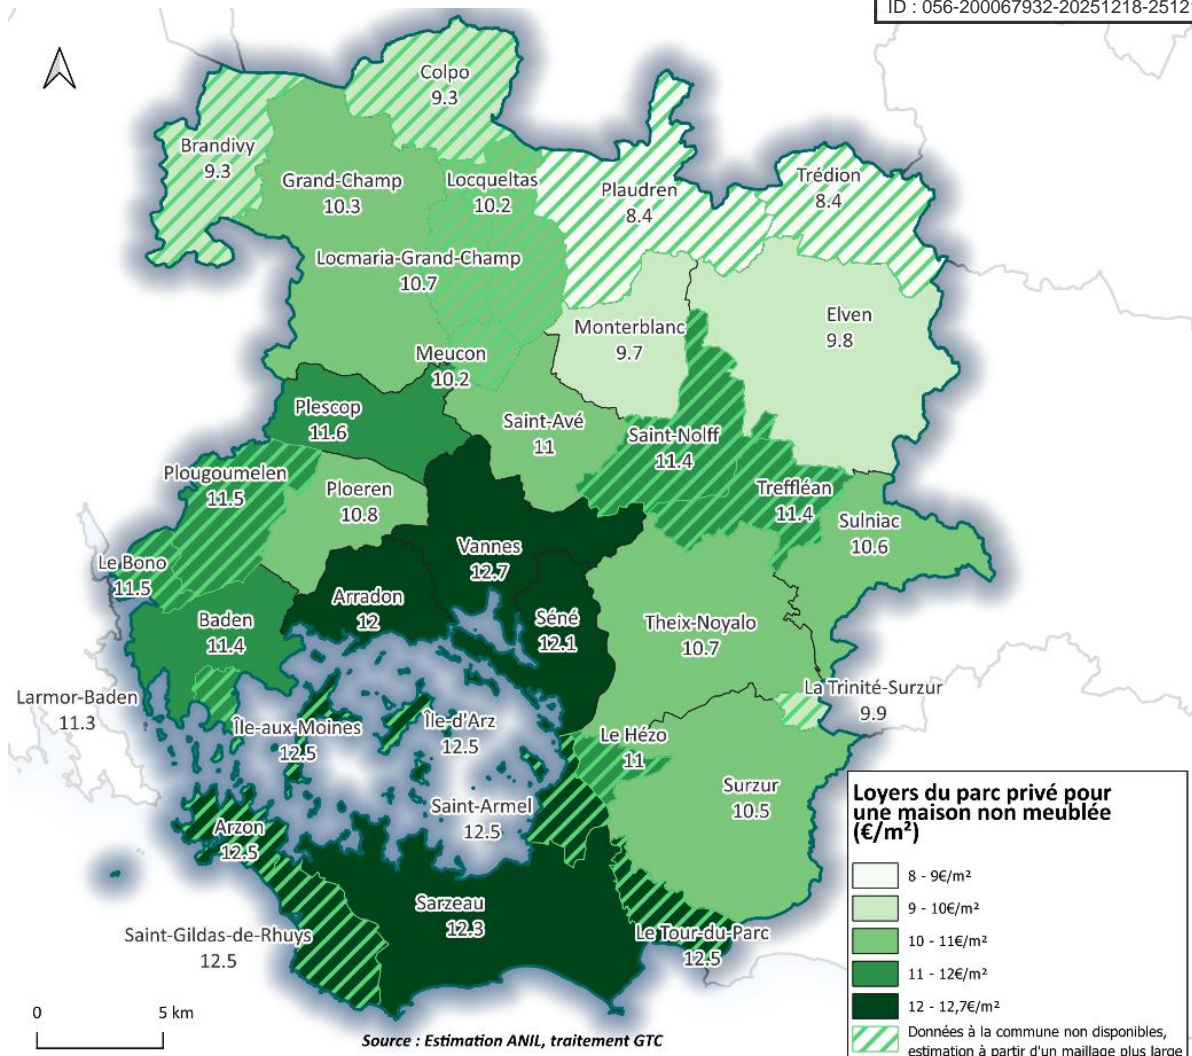 ID : 056-200067932-20251218-2512
Colpo
9.3
Brandivy
9.3
Grand-Champ
10.3
Locqueltas
10.2
Plaudren
8.4
Trédion
8.4
Locmaria-Grand-Champ
10.7
Monterblanc
9.7
Elven
9.8
Meucon
10.2
Plescop
11.6
Saint-Avé
11
Saint-Nolff
11.4
Plougoumelen
11.5
Ploeren
10.8
Treffléan
11.4
Sulniac
10.6
Le Bono
11.5
Vannes
12.7
Arradon
12
Séné
12.1
Baden
11.4
Theix-Noyalo
10.7
Larmor-Baden
11.3
La Trinité-Surzur
9.9
Île-aux-Moines
12.5
Île-d'Arz
12.5
Le Hézo
11
Surzur
10.5
Saint-Armel
12.5
Arzon
12.5
Sarzeau
12.3
Saint-Gildas-de-Rhuys
12.5
Le Tour-du-Parc
12.5
Loyers du parc privé pour
une maison non meublée
(€/m²)
8 - 9€/m²
9 - 10€/m²
10 - 11€/m²
11 - 12€/m²
12 - 12,7€/m²
Données à la commune non disponibles,
estimation à partir d'un maillage plus large
0 5 km
Source : Estimation ANIL, traitement GTC